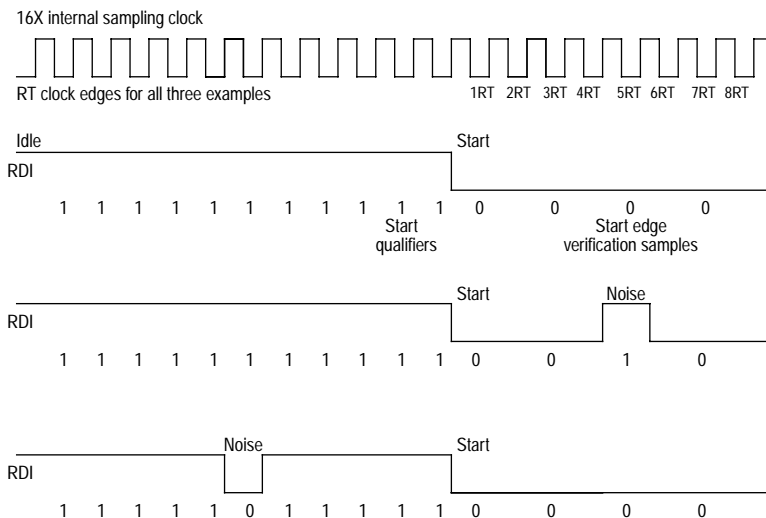 16X internal sampling clock
RT clock edges for all three examples
1RT 2RT 3RT 4RT 5RT 6RT 7RT 8RT
Idle Start
RDI
1 1 1 1 1 1 1 1 1 1 1 0 0 0 0
Start qualifiers
Start edge verification samples
Start Noise
RDI
1 1 1 1 1 1 1 1 1 1 1 0 0 1 0
Noise Start
RDI
1 1 1 1 1 0 1 1 1 1 1 0 0 0 0